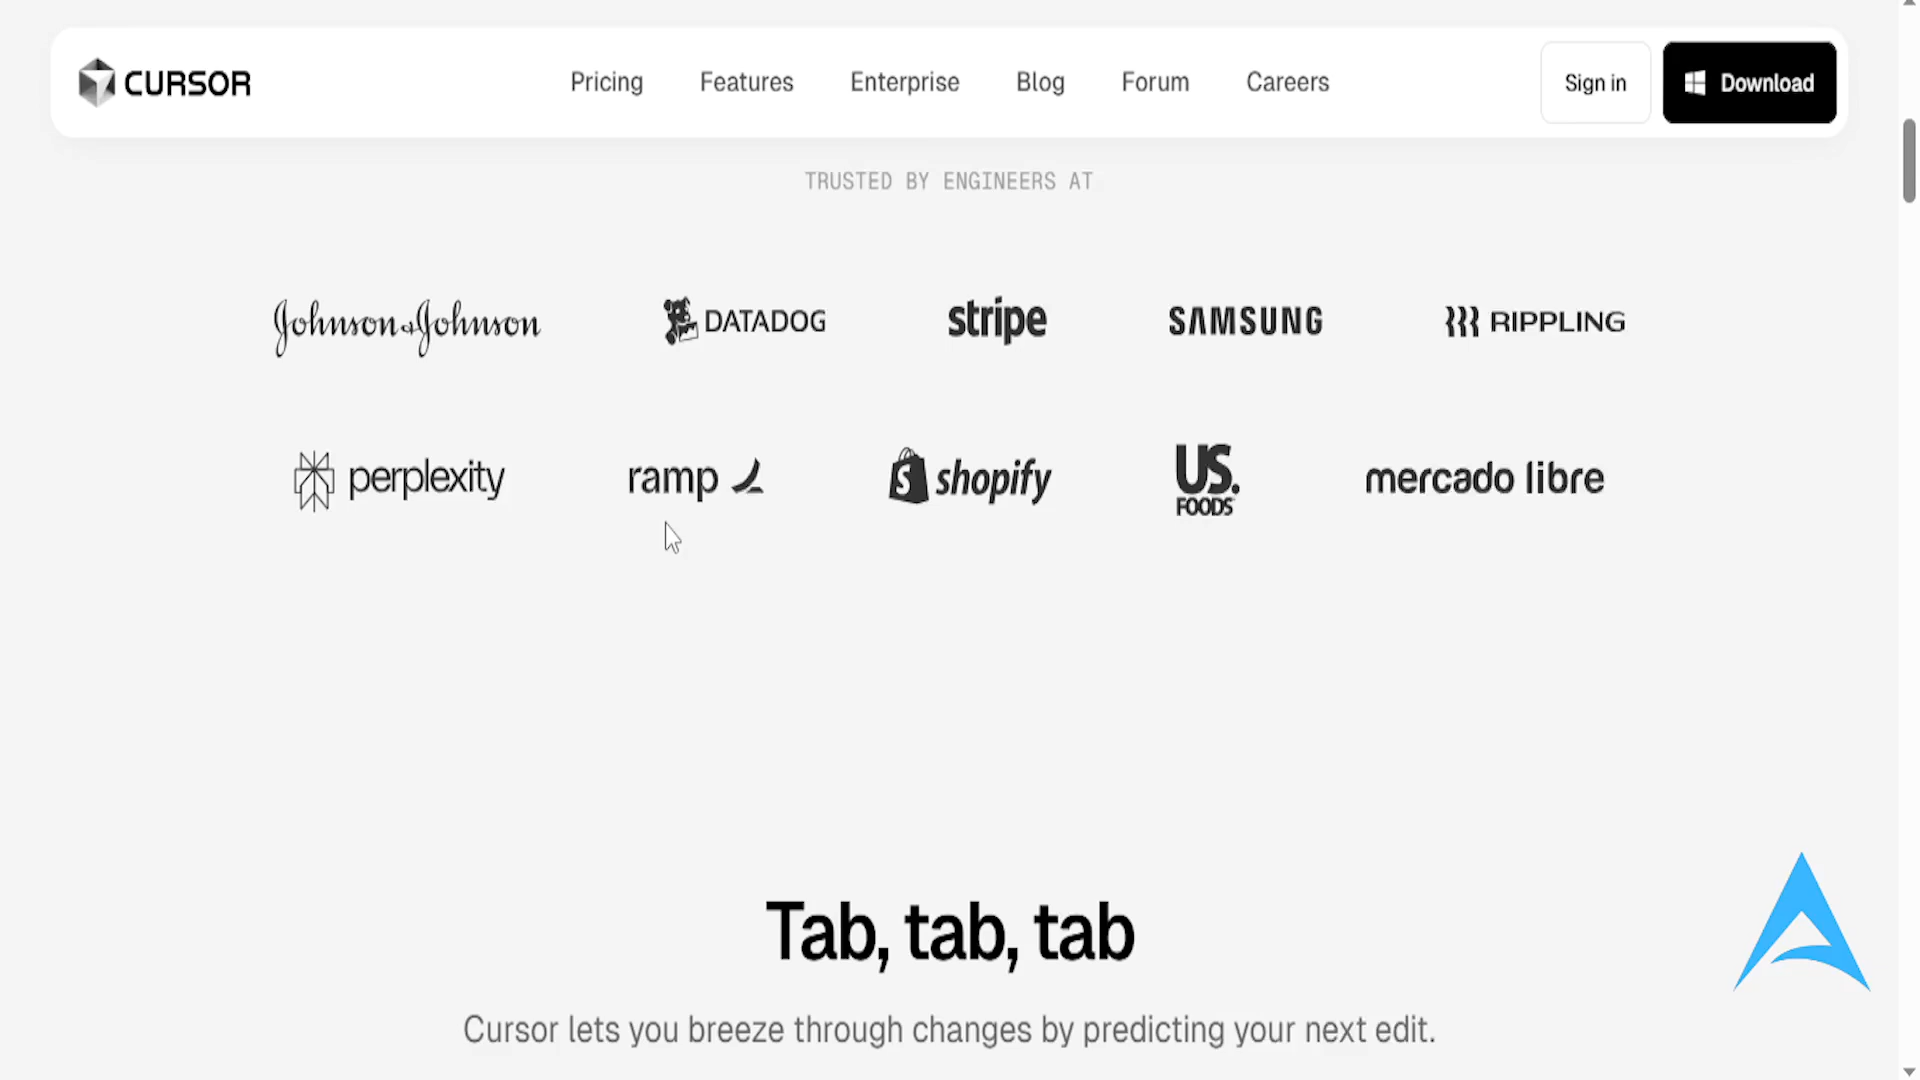 CURSOR
Pricing Features Enterprise Blog Forum Careers
Sign in
Download
TRUSTED BY ENGINEERS AT
Johnson&Johnson DATADOG stripe SAMSUNG RIPPLING
perplexity ramp shopify US. FOODS mercado libre
Tab, tab, tab
Cursor lets you breeze through changes by predicting your next edit.